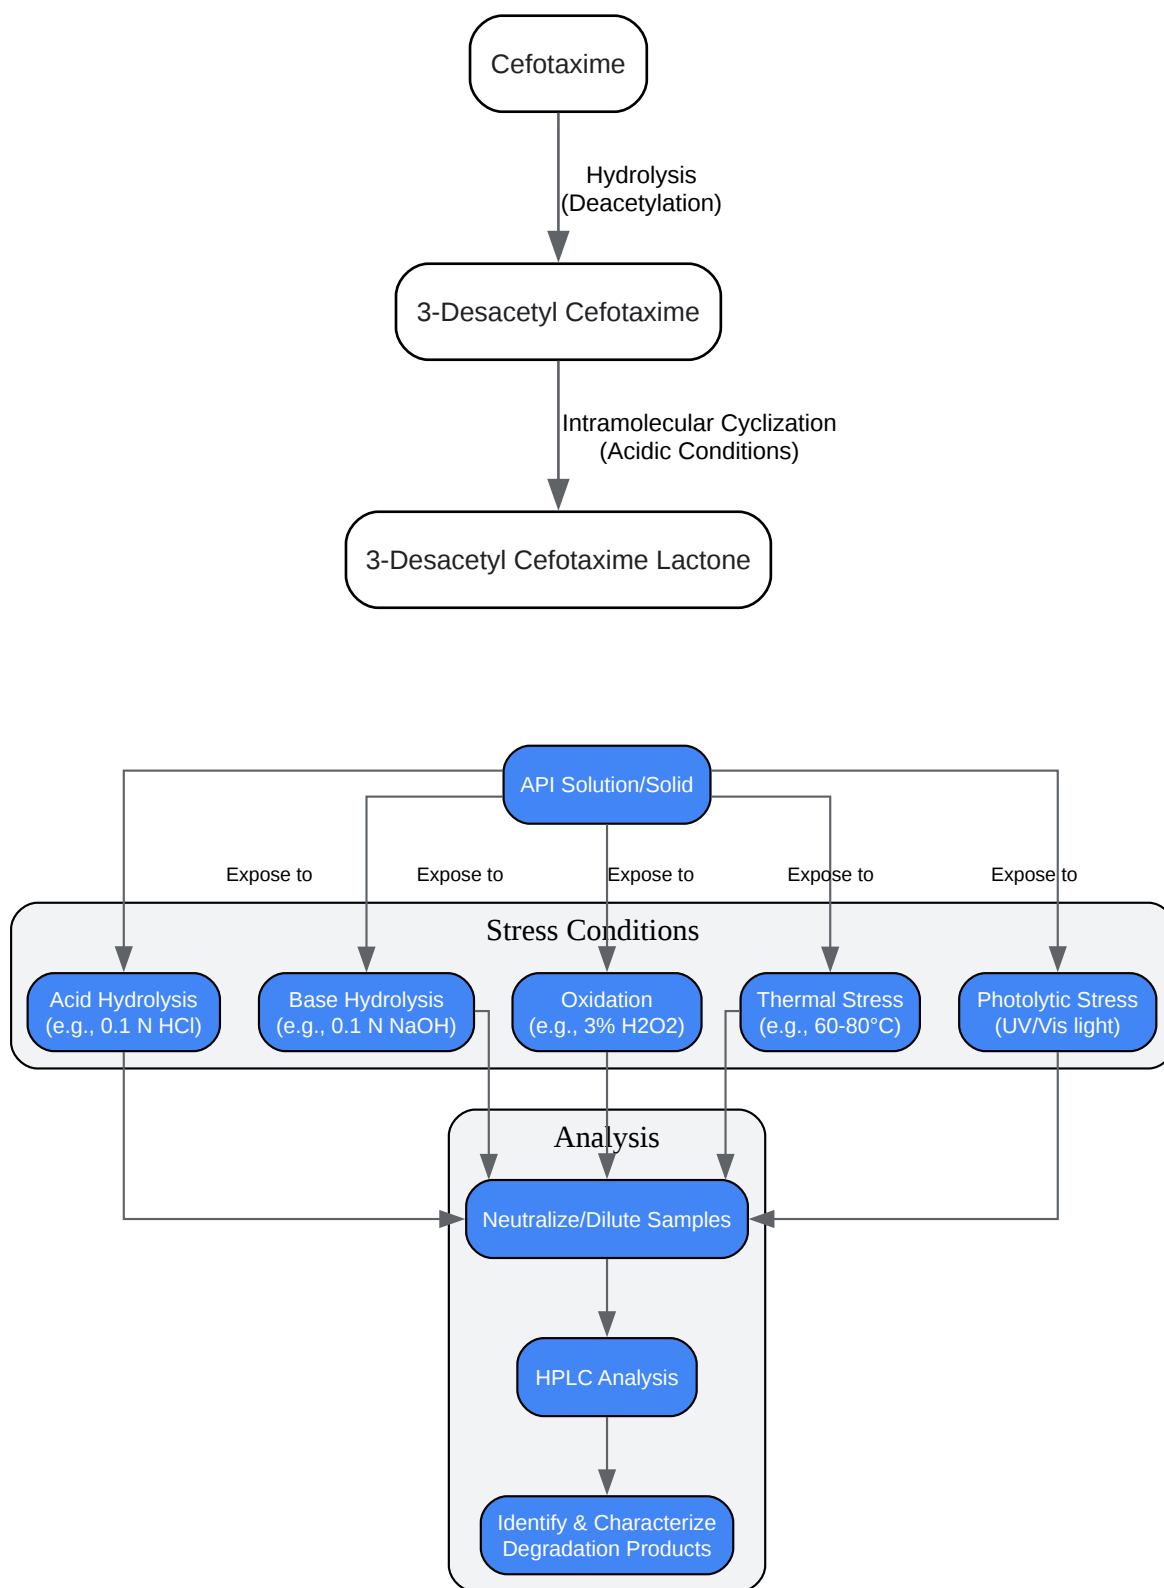 Cefotaxime
Hydrolysis
(Deacetylation)
3-Desacetyl Cefotaxime
Intramolecular Cyclization
(Acidic Conditions)
3-Desacetyl Cefotaxime Lactone
API Solution/Solid
Expose to
Expose to
Expose to
Expose to
Expose to
Stress Conditions
Acid Hydrolysis
(e.g., 0.1 N HCl)
Base Hydrolysis
(e.g., 0.1 N NaOH)
Oxidation
(e.g., 3% H2O2)
Thermal Stress
(e.g., 60-80°C)
Photolytic Stress
(UV/Vis light)
Analysis
Neutralize/Dilute Samples
HPLC Analysis
Identify & Characterize
Degradation Products